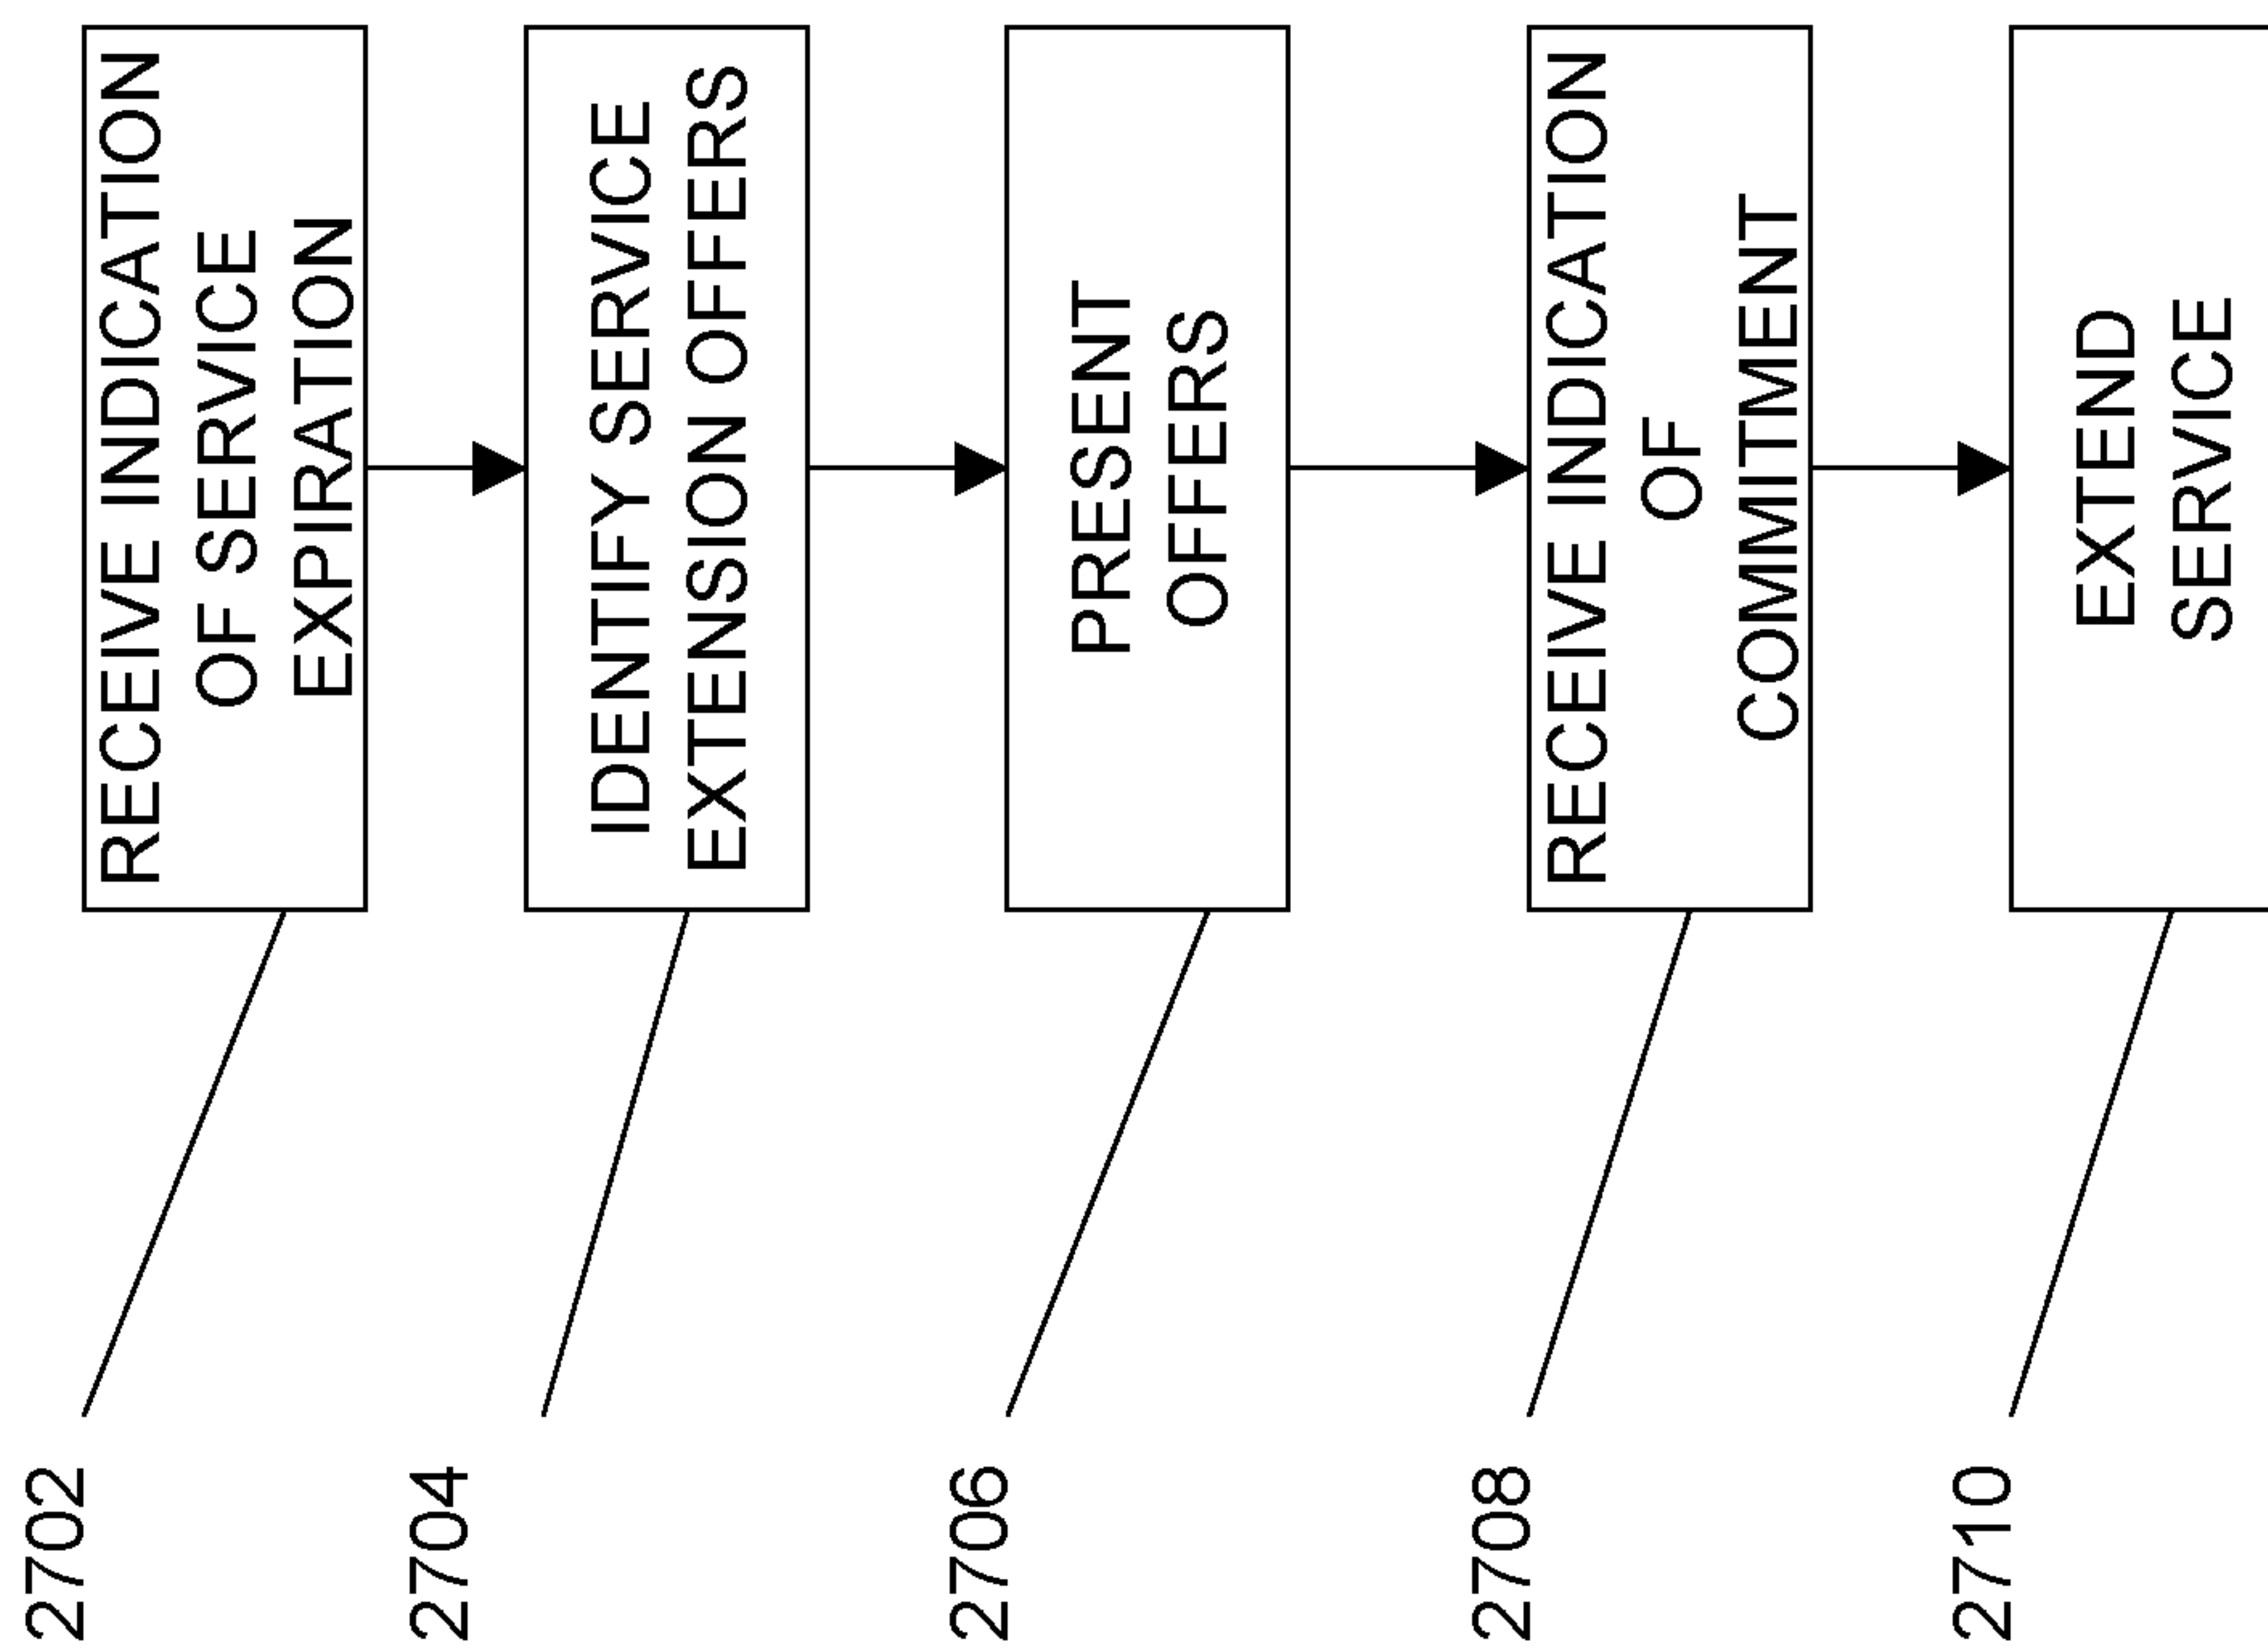 2702
RECEIVE INDICATION
OF SERVICE
EXPIRATION
2704
IDENTIFY SERVICE
EXTENSION OFFERS
2706
PRESENT
OFFERS
2708
RECEIVE INDICATION
OF
COMMITMENT
2710
EXTEND
SERVICE